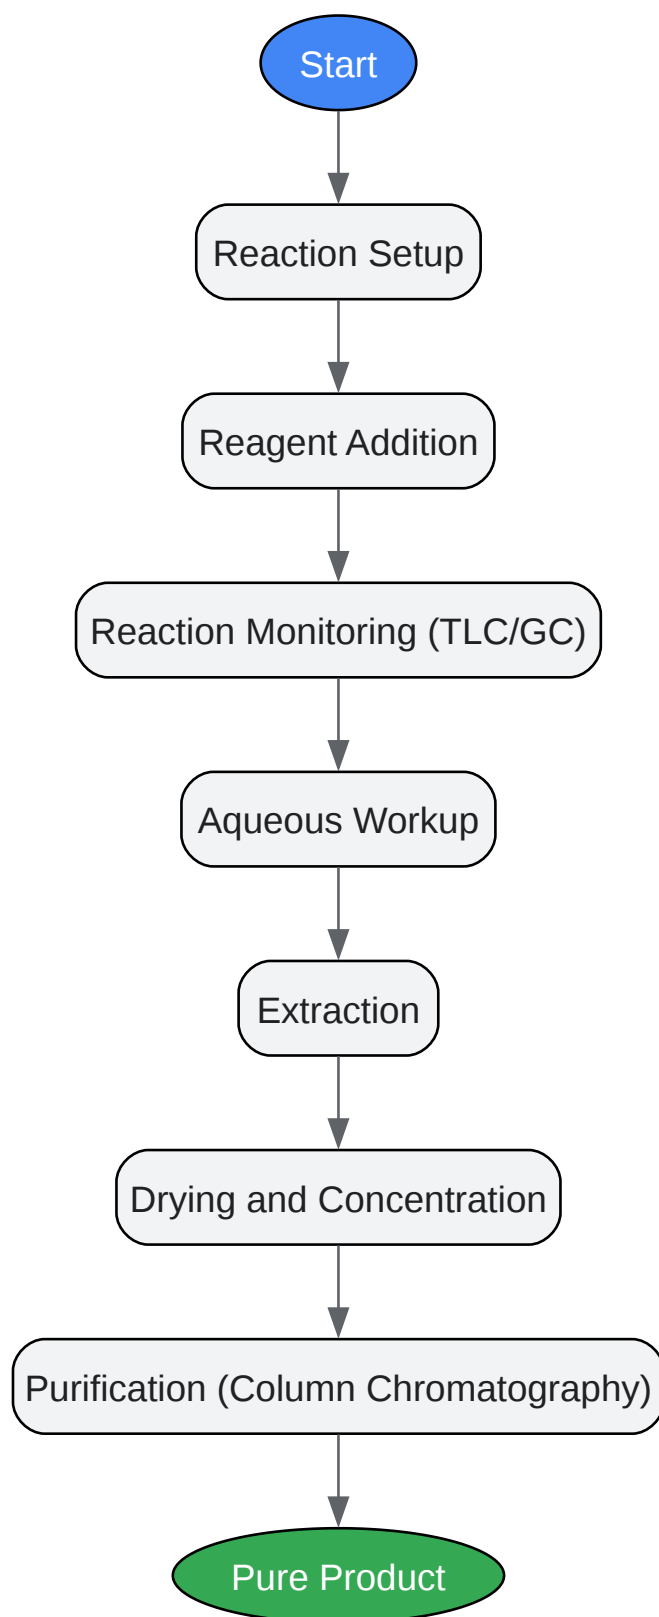 Start
Reaction Setup
Reagent Addition
Reaction Monitoring (TLC/GC)
Aqueous Workup
Extraction
Drying and Concentration
Purification (Column Chromatography)
Pure Product